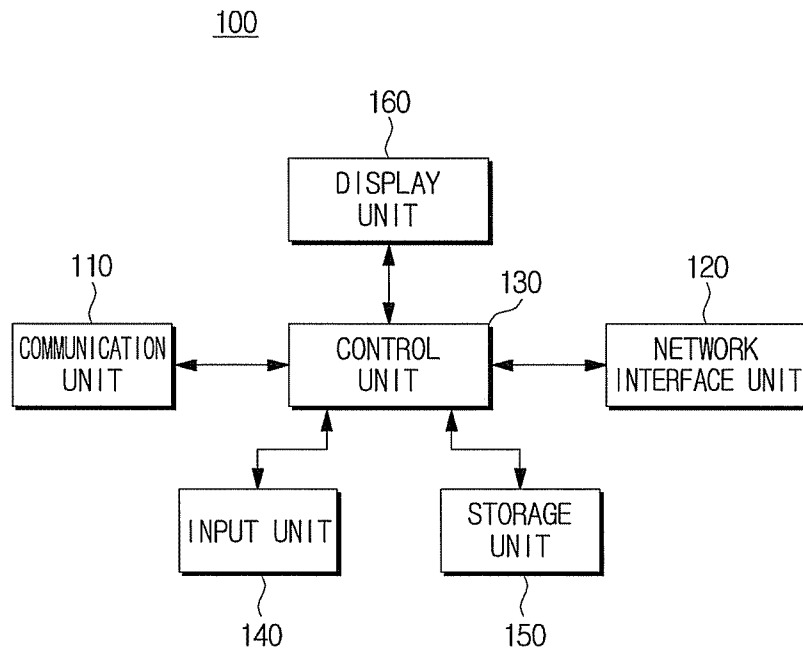 100
160
DISPLAY
UNIT
110
130
120
COMMUNICATION
UNIT
CONTROL
UNIT
NETWORK
INTERFACE UNIT
INPUT UNIT
STORAGE
UNIT
140
150